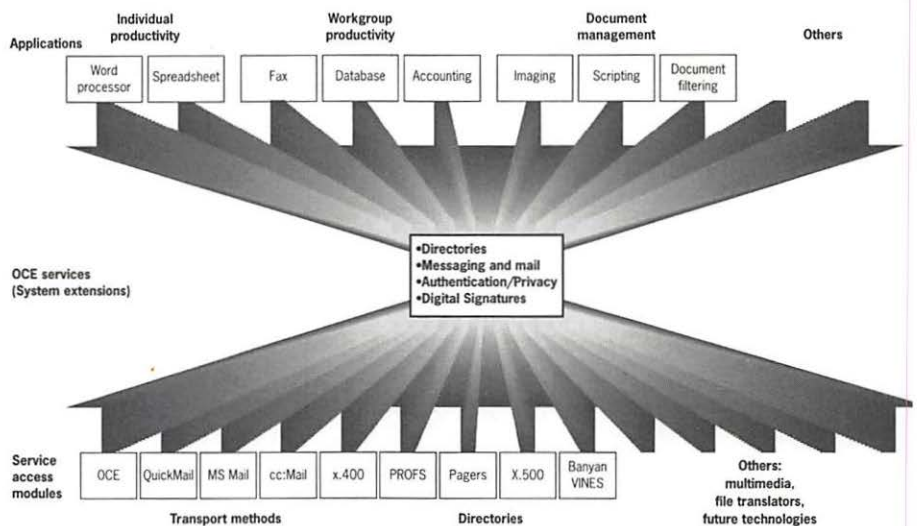 Individual
productivity
Workgroup
productivity
Document
management
Applications
Others
Word
processor
Spreadsheet
Fax
Database
Accounting
Imaging
Scripting
Document
filtering
OCE services
(System extensions)
•Directories
•Messaging and mail
•Authentication/Privacy
•Digital Signatures
Service
access
modules
OCE
QuickMail
MS Mail
cc:Mail
x.400
PROFS
Pagers
X.500
Banyan
VINES
Others:
multimedia,
file translators,
future technologies
Transport methods
Directories